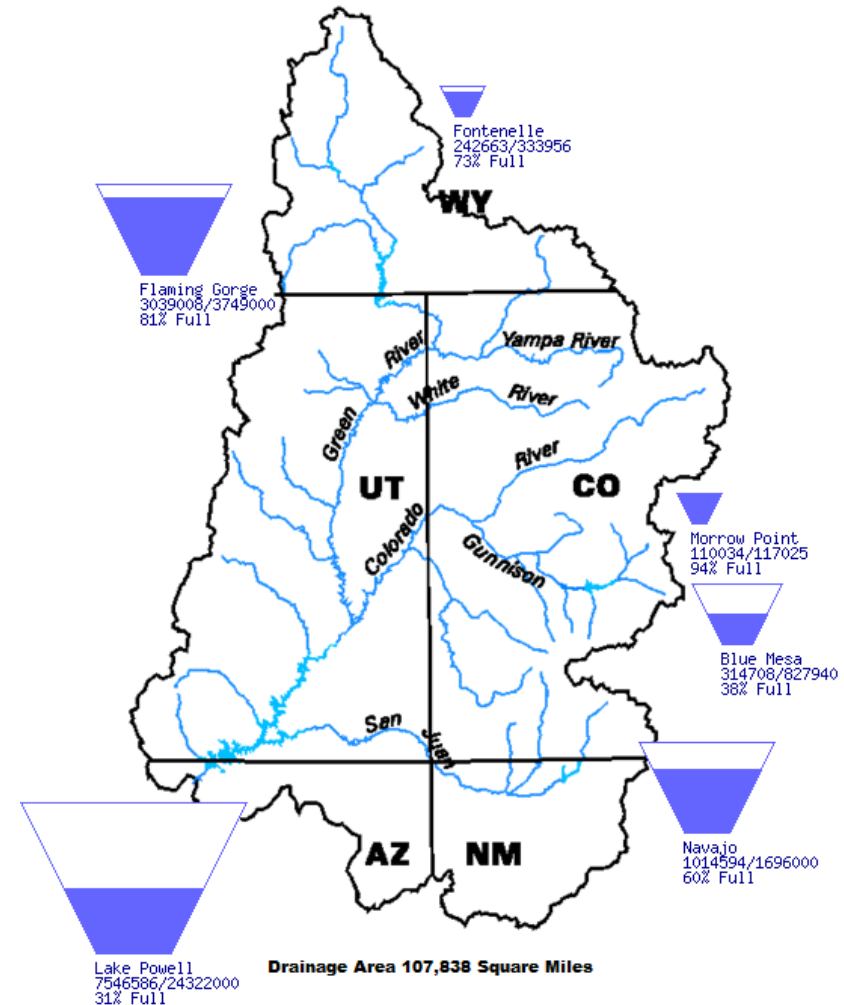 Fontenelle
242663/333956
73% Full
WY
Flaming Gorge
3039008/3749000
81% Full
Yampa River
River
White
River
Green
River
UT
CO
Colorado
Gunnison
Morrow Point
110034/117025
94% Full
Blue Mesa
314708/827940
38% Full
San
Juan
Navajo
1014594/1696000
60% Full
AZ
NM
Lake Powell
7546586/24322000
31% Full
Drainage Area 107,838 Square Miles